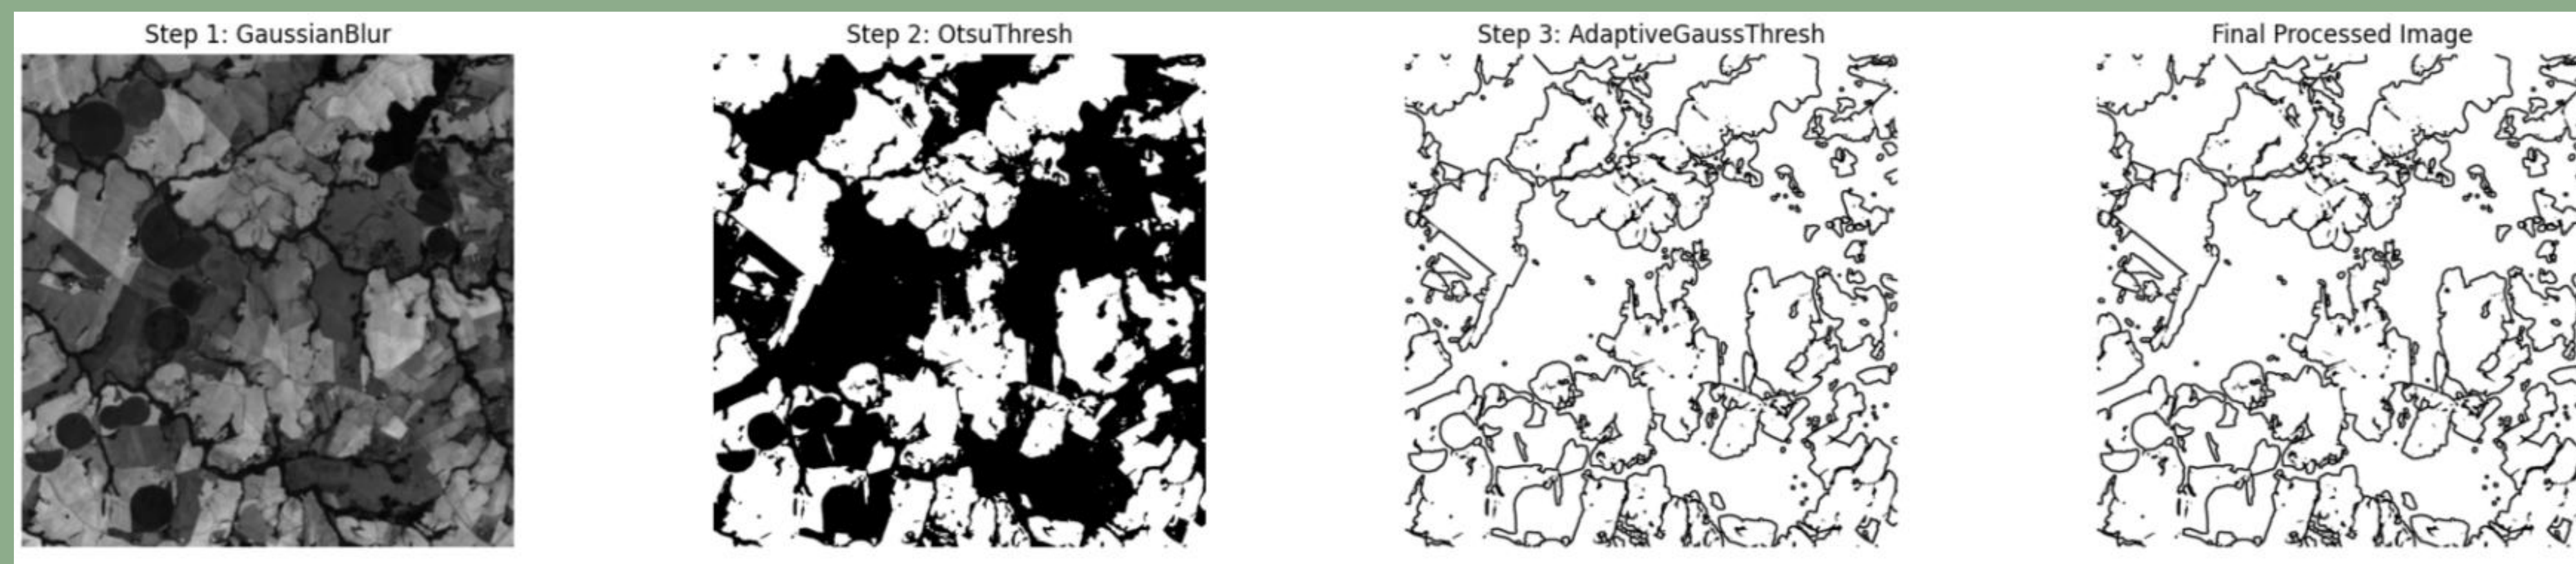 Step 1: GaussianBlur
Step 2: OtsuThresh
Step 3: AdaptiveGaussThresh
Final Processed Image